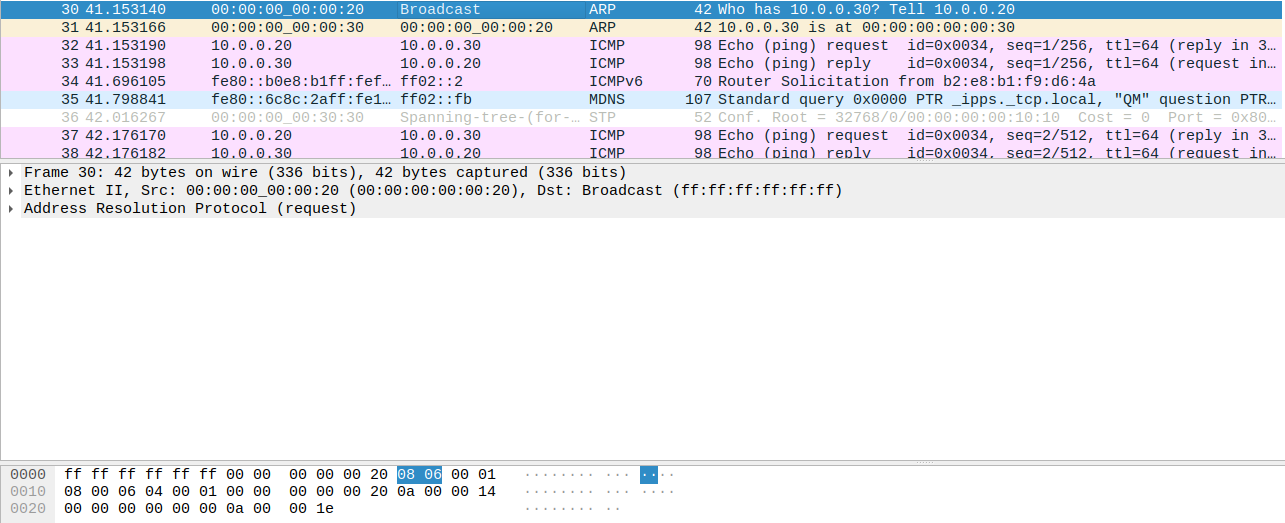 30 41.153140 00:00:00_00:00:20 Broadcast ARP 42 Who has 10.0.0.30? Tell 10.0.0.20
31 41.153166 00:00:00_00:00:30 00:00:00_00:00:20 ARP 42 10.0.0.30 is at 00:00:00:00:00:30
32 41.153190 10.0.0.20 10.0.0.30 ICMP 98 Echo (ping) request id=0x0034, seq=1/256, ttl=64 (reply in 3…
33 41.153198 10.0.0.30 10.0.0.20 ICMP 98 Echo (ping) reply id=0x0034, seq=1/256, ttl=64 (request in…
34 41.696105 fe80::b0e8:b1ff:fef… ff02::2 ICMPv6 70 Router Solicitation from b2:e8:b1:f9:d6:4a
35 41.798841 fe80::6c8c:2aff:fe1… ff02::fb MDNS 107 Standard query 0x0000 PTR _ipps._tcp.local, "QM" question PTR…
36 42.016267 00:00:00_00:30:30 Spanning-tree-(for-… STP 52 Conf. Root = 32768/0/00:00:00:00:10:10 Cost = 0 Port = 0x80…
37 42.176170 10.0.0.20 10.0.0.30 ICMP 98 Echo (ping) request id=0x0034, seq=2/512, ttl=64 (reply in 3…
38 42.176182 10.0.0.30 10.0.0.20 ICMP 98 Echo (ping) reply id=0x0034, seq=2/512, ttl=64 (request in…
Frame 30: 42 bytes on wire (336 bits), 42 bytes captured (336 bits)
Ethernet II, Src: 00:00:00_00:00:20 (00:00:00:00:00:20), Dst: Broadcast (ff:ff:ff:ff:ff:ff)
Address Resolution Protocol (request)
0000 ff ff ff ff ff ff 00 00 00 00 00 20 08 06 00 01 ········ ··· ····
0010 08 00 06 04 00 01 00 00 00 00 00 20 0a 00 00 14 ········ ··· ····
0020 00 00 00 00 00 00 0a 00 00 1e ········ ··